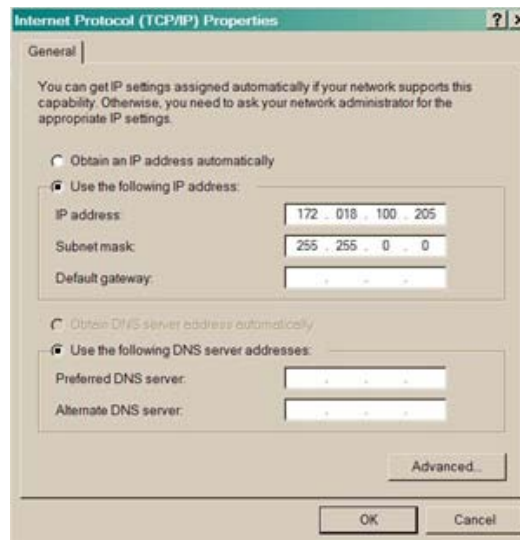 Internet Protocol (TCP/IP) Properties
General
You can get IP settings assigned automatically if your network supports this
capability. Otherwise, you need to ask your network administrator for the
appropriate IP settings.
Obtain an IP address automatically
Use the following IP address:
IP address: 172 . 018 . 100 . 205
Subnet mask: 255 . 255 . 0 . 0
Default gateway: . . .
Obtain DNS server address automatically
Use the following DNS server addresses:
Preferred DNS server: . . .
Alternate DNS server: . . .
Advanced...
OK Cancel